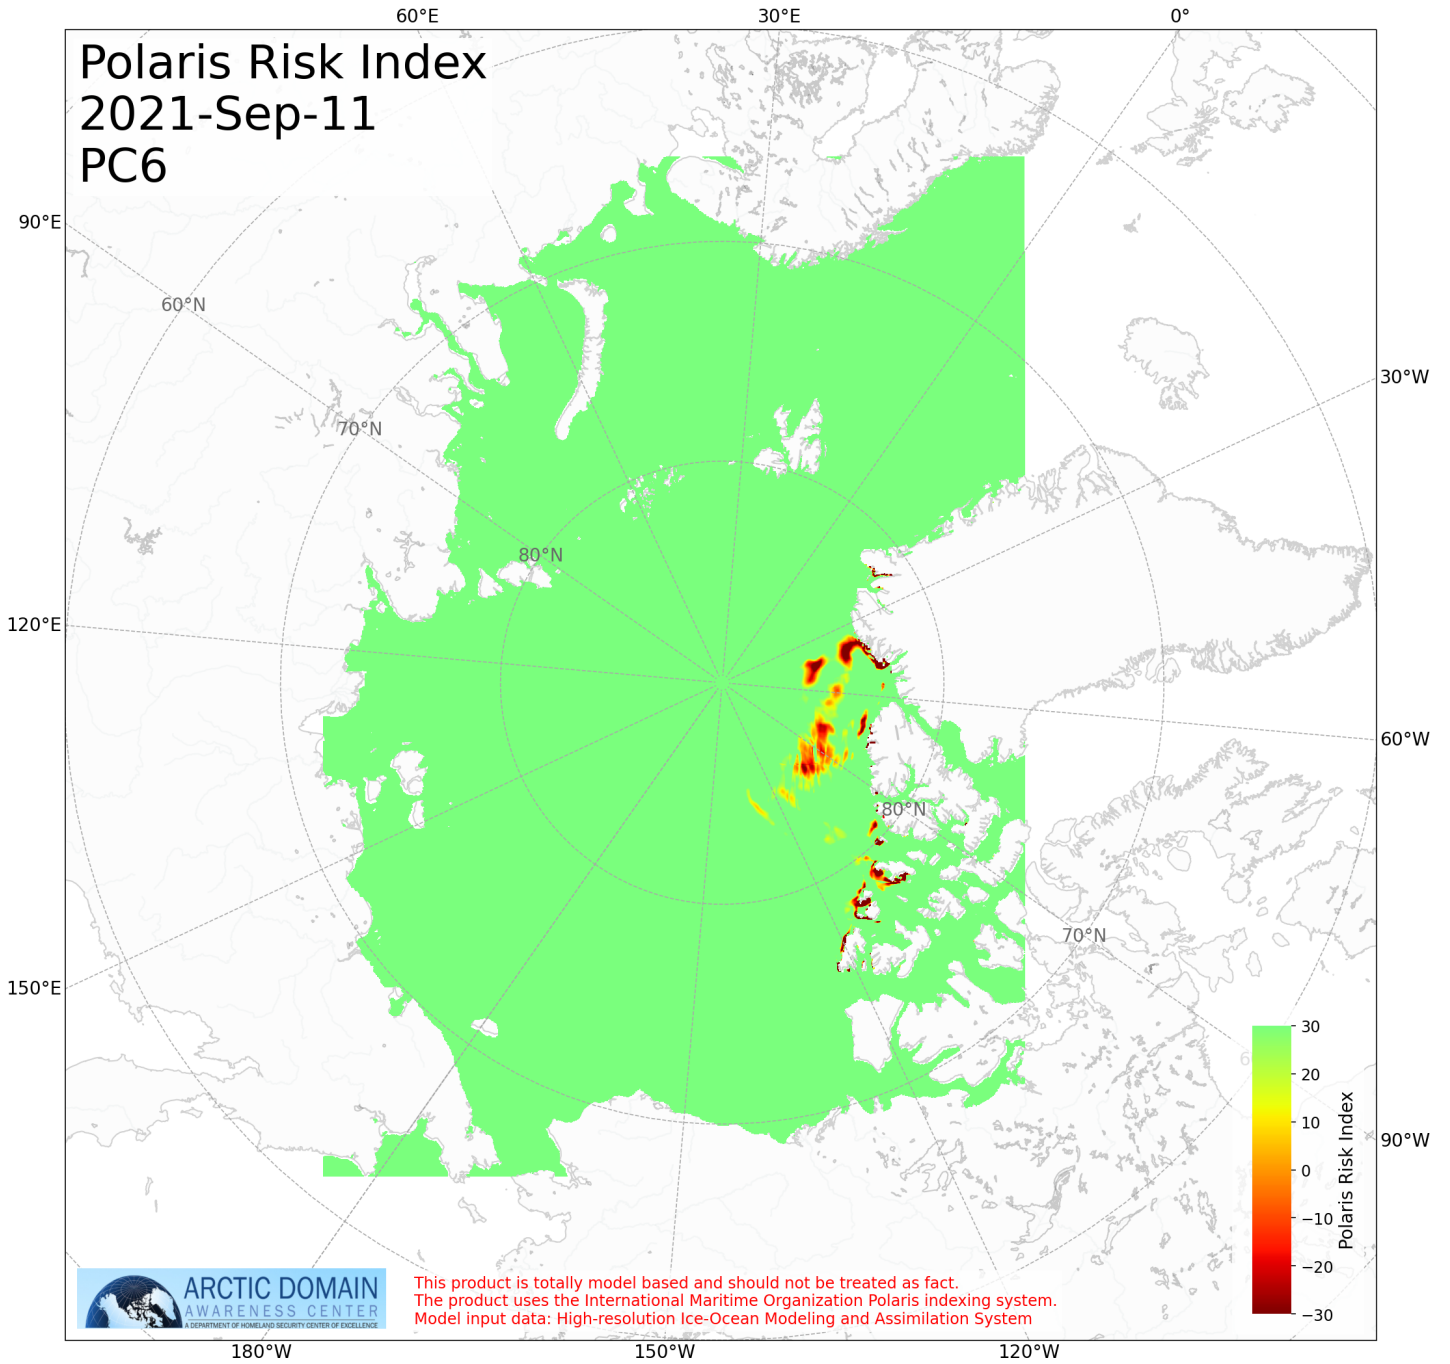 60°E 30°E 0°
Polaris Risk Index
2021-Sep-11
PC6
90°E
60°N
30°W
70°N
80°N
120°E
60°W
80°N
70°N
150°E
30
20
10
0
−10
−20
−30
Polaris Risk Index
90°W
ARCTIC DOMAIN
AWARENESS CENTER
A DEPARTMENT OF HOMELAND SECURITY CENTER OF EXCELLENCE
This product is totally model based and should not be treated as fact.
The product uses the International Maritime Organization Polaris indexing system.
Model input data: High-resolution Ice-Ocean Modeling and Assimilation System
180°W 150°W 120°W